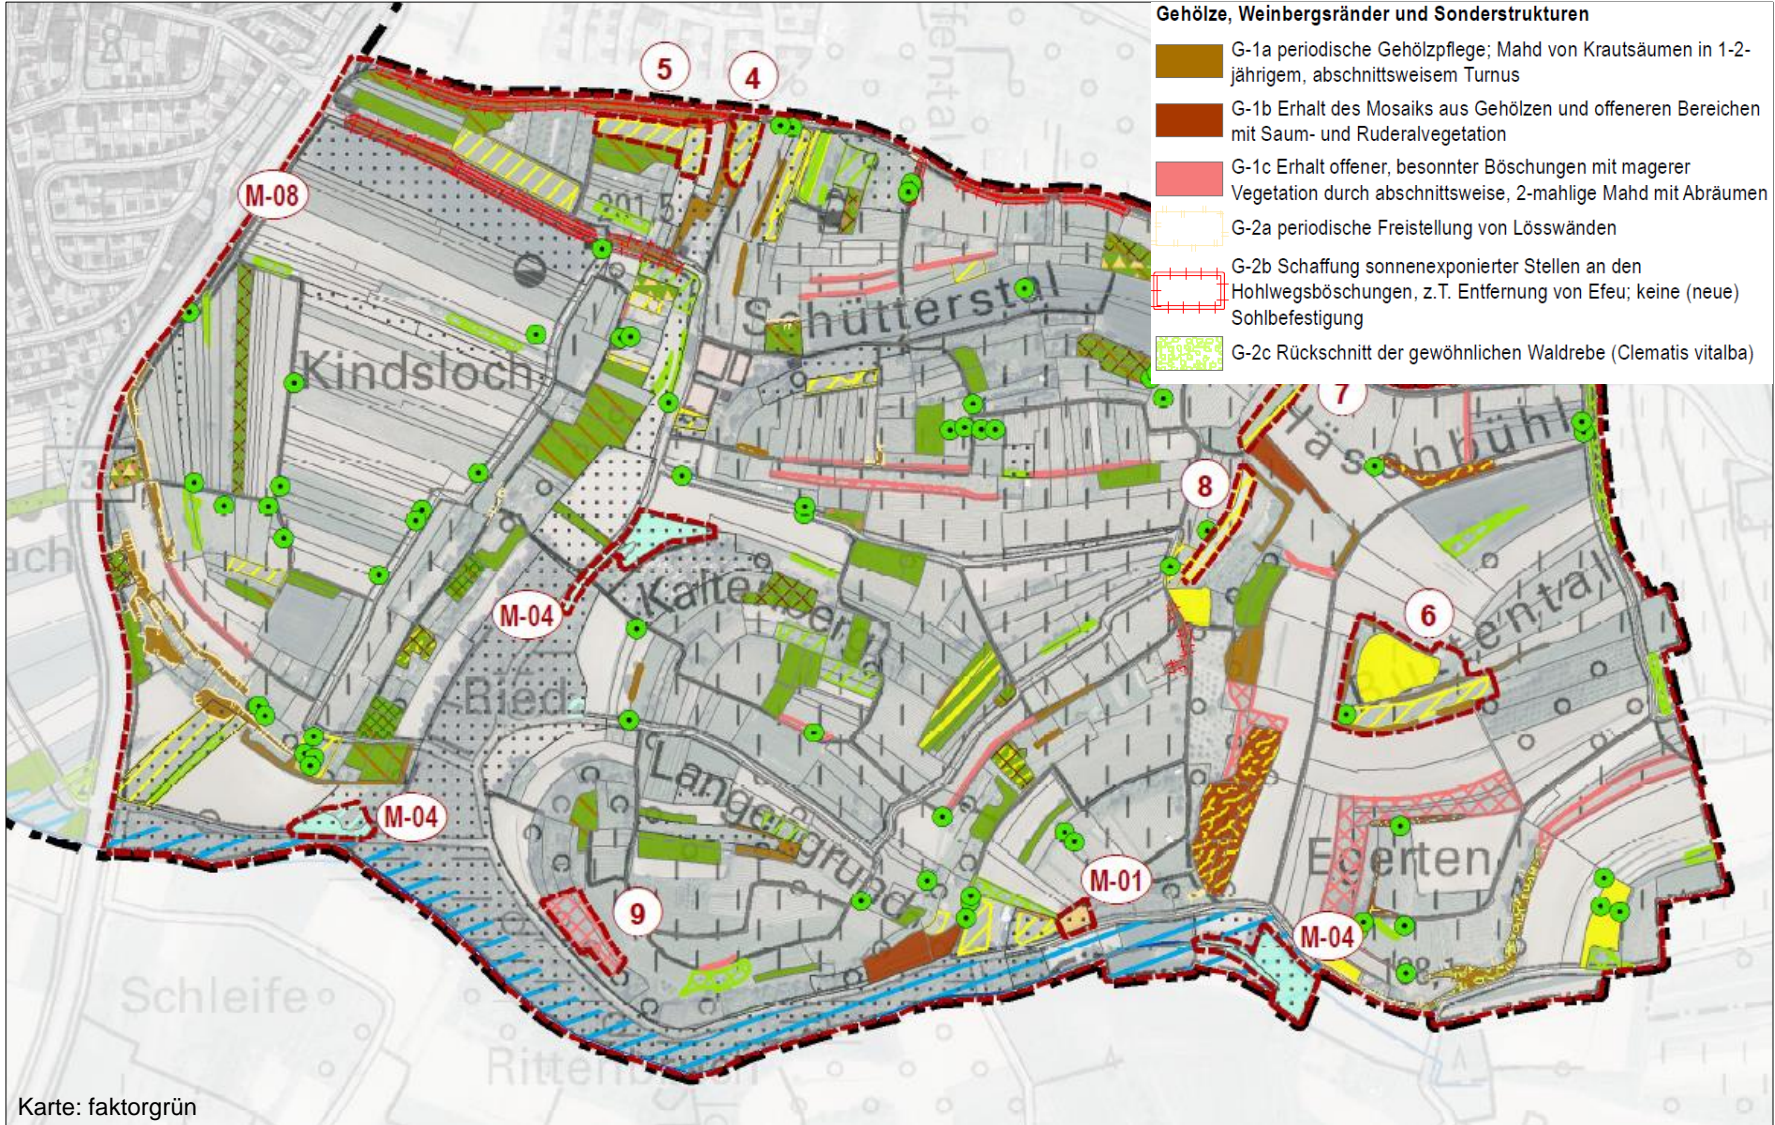 Gehölze, Weinbergsränder und Sonderstrukturen
G-1a periodische Gehölzpflege; Mahd von Krautsäumen in 1-2-
jährigem, abschnittsweisem Turnus
G-1b Erhalt des Mosaiks aus Gehölzen und offeneren Bereichen
mit Saum- und Ruderalvegetation
G-1c Erhalt offener, besonnter Böschungen mit magerer
Vegetation durch abschnittsweise, 2-mahlige Mahd mit Abräumen
G-2a periodische Freistellung von Lösswänden
G-2b Schaffung sonnenexponierter Stellen an den
Hohlwegsböschungen, z.T. Entfernung von Efeu; keine (neue)
Sohlbefestigung
G-2c Rückschnitt der gewöhnlichen Waldrebe (Clematis vitalba)
5
4
M-08
Schütterstal
Kindsloch
7
Häsenbühl
3
8
ach
M-04
Kaltenberg
6
Ried
Langengrund
M-04
Egerten
M-01
9
M-04
Schleife
Karte: faktorgrün